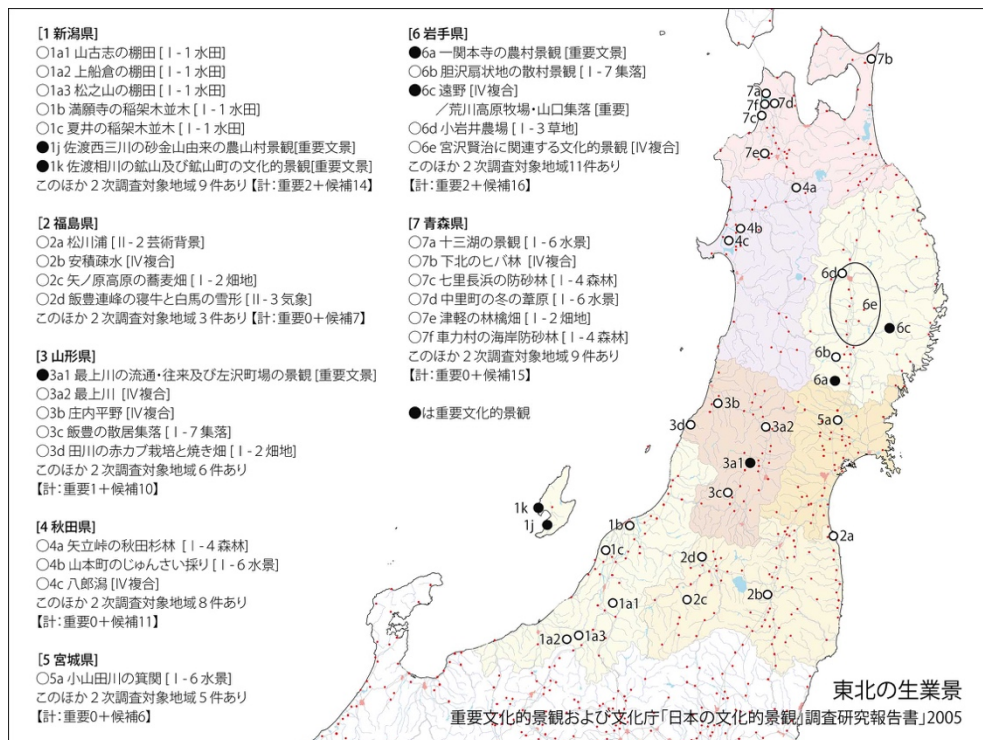 [1 新潟県]
○1a1 山古志の棚田 [Ⅰ-1 水田]
○1a2 上船倉の棚田 [Ⅰ-1 水田]
○1a3 松之山の棚田 [Ⅰ-1 水田]
○1b 満願寺の稲架木並木 [Ⅰ-1 水田]
○1c 夏井の稲架木並木 [Ⅰ-1 水田]
●1j 佐渡西三川の砂金山由来の農山村景観[重要文景]
●1k 佐渡相川の鉱山及び鉱山町の文化的景観[重要文景]
このほか2次調査対象地域9件あり【計：重要2+候補14】
[2 福島県]
○2a 松川浦 [Ⅱ-2 芸術背景]
○2b 安積疎水 [Ⅳ複合]
○2c 矢ノ原高原の蕎麦畑 [Ⅰ-2 畑地]
○2d 飯豊連峰の寝牛と白馬の雪形 [Ⅱ-3 気象]
このほか2次調査対象地域3件あり【計：重要0+候補7】
[3 山形県]
●3a1 最上川の流通・往来及び左沢町場の景観 [重要文景]
○3a2 最上川 [Ⅳ複合]
○3b 庄内平野 [Ⅳ複合]
○3c 飯豊の散居集落 [Ⅰ-7 集落]
○3d 田川の赤カブ栽培と焼き畑 [Ⅰ-2 畑地]
このほか2次調査対象地域6件あり
【計：重要1+候補10】
[4 秋田県]
○4a 矢立峠の秋田杉林 [Ⅰ-4 森林]
○4b 山本町のじゅんさい採り [Ⅰ-6 水景]
○4c 八郎潟 [Ⅳ複合]
このほか2次調査対象地域8件あり
【計：重要0+候補11】
[5 宮城県]
○5a 小山田川の箕関 [Ⅰ-6 水景]
このほか2次調査対象地域5件あり
【計：重要0+候補6】
[6 岩手県]
●6a 一関本寺の農村景観 [重要文景]
○6b 胆沢扇状地の散村景観 [Ⅰ-7 集落]
●6c 遠野 [Ⅳ複合]
／荒川高原牧場・山口集落 [重要]
○6d 小岩井農場 [Ⅰ-3 草地]
○6e 宮沢賢治に関連する文化的景観 [Ⅳ複合]
このほか2次調査対象地域11件あり
【計：重要2+候補16】
[7 青森県]
○7a 十三湖の景観 [Ⅰ-6 水景]
○7b 下北のヒバ林 [Ⅳ複合]
○7c 七里長浜の防砂林 [Ⅰ-4 森林]
○7d 中里町の冬の葦原 [Ⅰ-6 水景]
○7e 津軽の林檎畑 [Ⅰ-2 畑地]
○7f 車力村の海岸防砂林 [Ⅰ-4 森林]
このほか2次調査対象地域9件あり
【計：重要0+候補15】
●は重要文化的景観
7b
7a
7f
7d
7c
7e
4a
4b
4c
6d
6e
6c
6b
6a
3b
3d
3a2
5a
3a1
3c
1k
1j
1b
2a
1c
2d
2c
2b
1a1
1a2
1a3
東北の生業景
重要文化的景観および文化庁「日本の文化的景観」調査研究報告書」2005